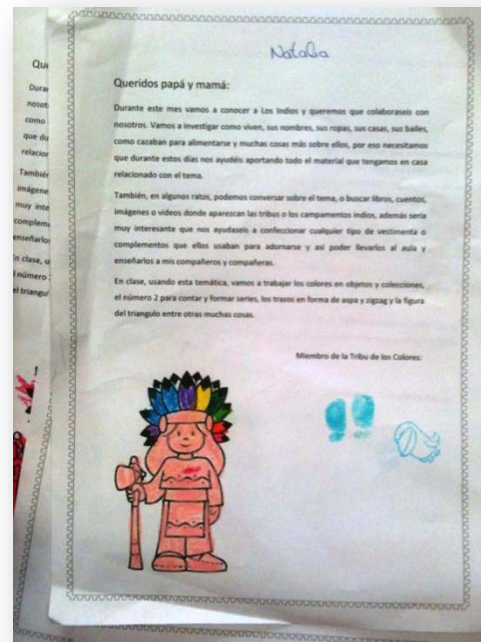 Natalia
Queridos papá y mamá:
Durante este mes vamos a conocer a Los Indios y queremos que colaboraseis con
nosotros. Vamos a investigar como viven, sus nombres, sus ropas, sus casas, sus bailes,
como cazaban para alimentarse y muchas cosas más sobre ellos, por eso necesitamos
que durante estos días nos ayudéis aportando todo el material que tengamos en casa
relacionado con el tema.
También, en algunos ratos, podemos conversar sobre el tema, o buscar libros, cuentos,
imágenes o videos donde aparezcan las tribus o los campamentos indios, además sería
muy interesante que nos ayudaseis a confeccionar cualquier tipo de vestimenta o
complementos que ellos usaban para adornarse y así poder llevarlos al aula y
enseñarlos a mis compañeros y compañeras.
En clase, usando esta temática, vamos a trabajar los colores en objetos y colecciones,
el número 2 para contar y formar series, los trazos en forma de aspa y zigzag y la figura
del triangulo entre otras muchas cosas.
Miembro de la Tribu de los Colores: